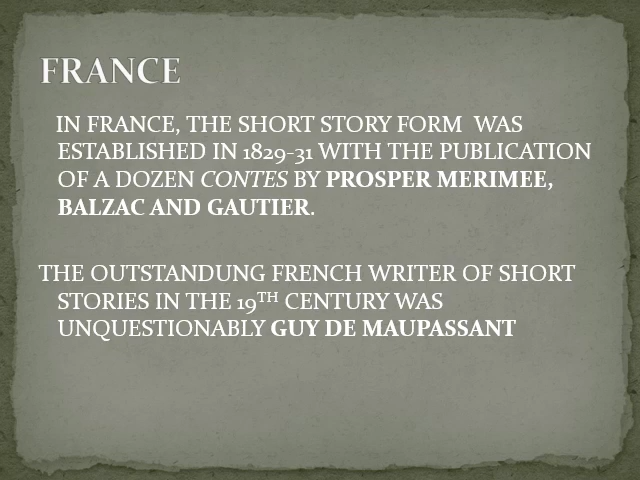 FRANCE
IN FRANCE, THE SHORT STORY FORM WAS
ESTABLISHED IN 1829-31 WITH THE PUBLICATION
OF A DOZEN CONTES BY PROSPER MERIMEE,
BALZAC AND GAUTIER.
THE OUTSTANDUNG FRENCH WRITER OF SHORT
STORIES IN THE 19TH CENTURY WAS
UNQUESTIONABLY GUY DE MAUPASSANT